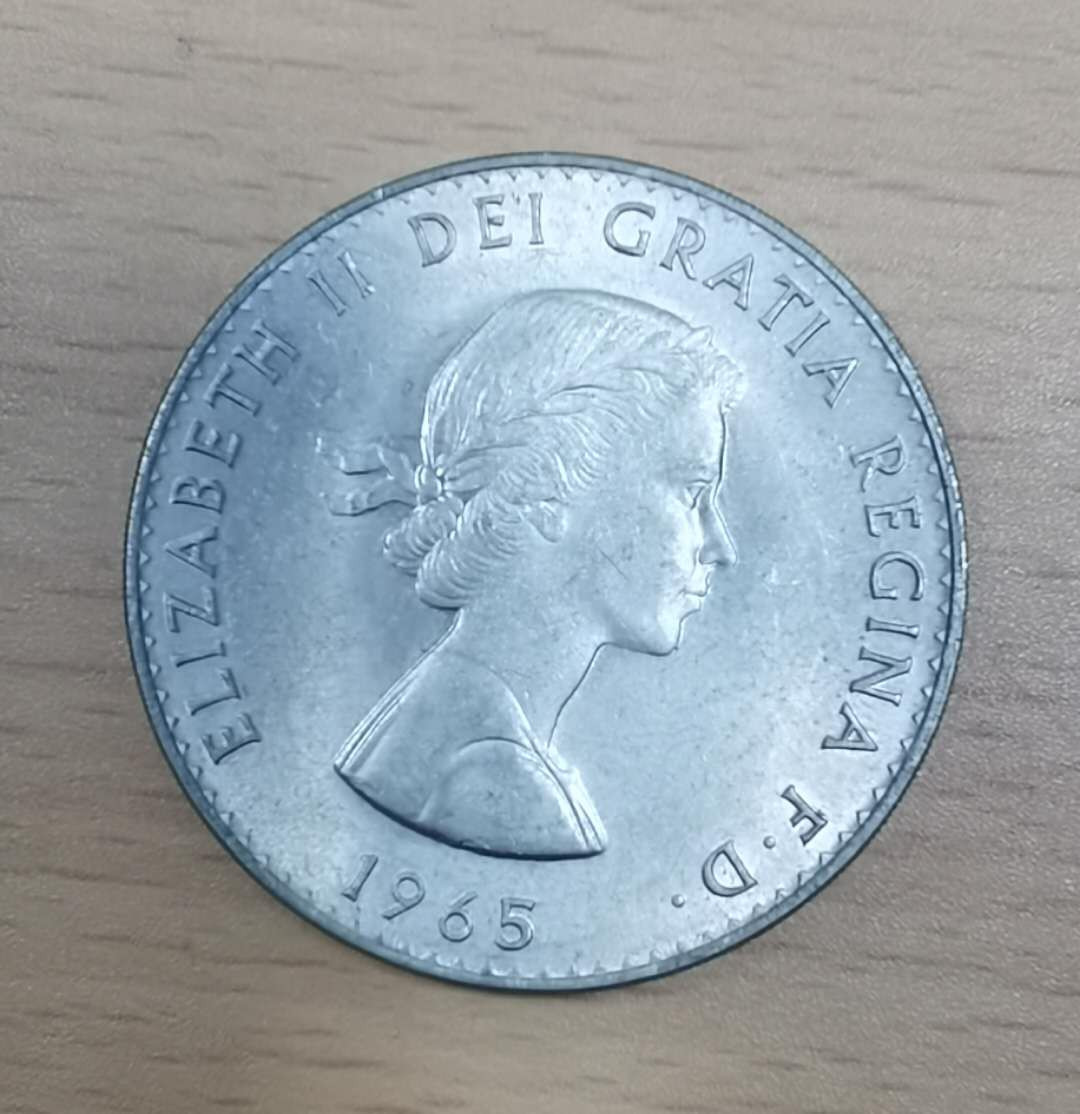 ELIZABETH II DEI GRATIA REGINA F·D·
1965